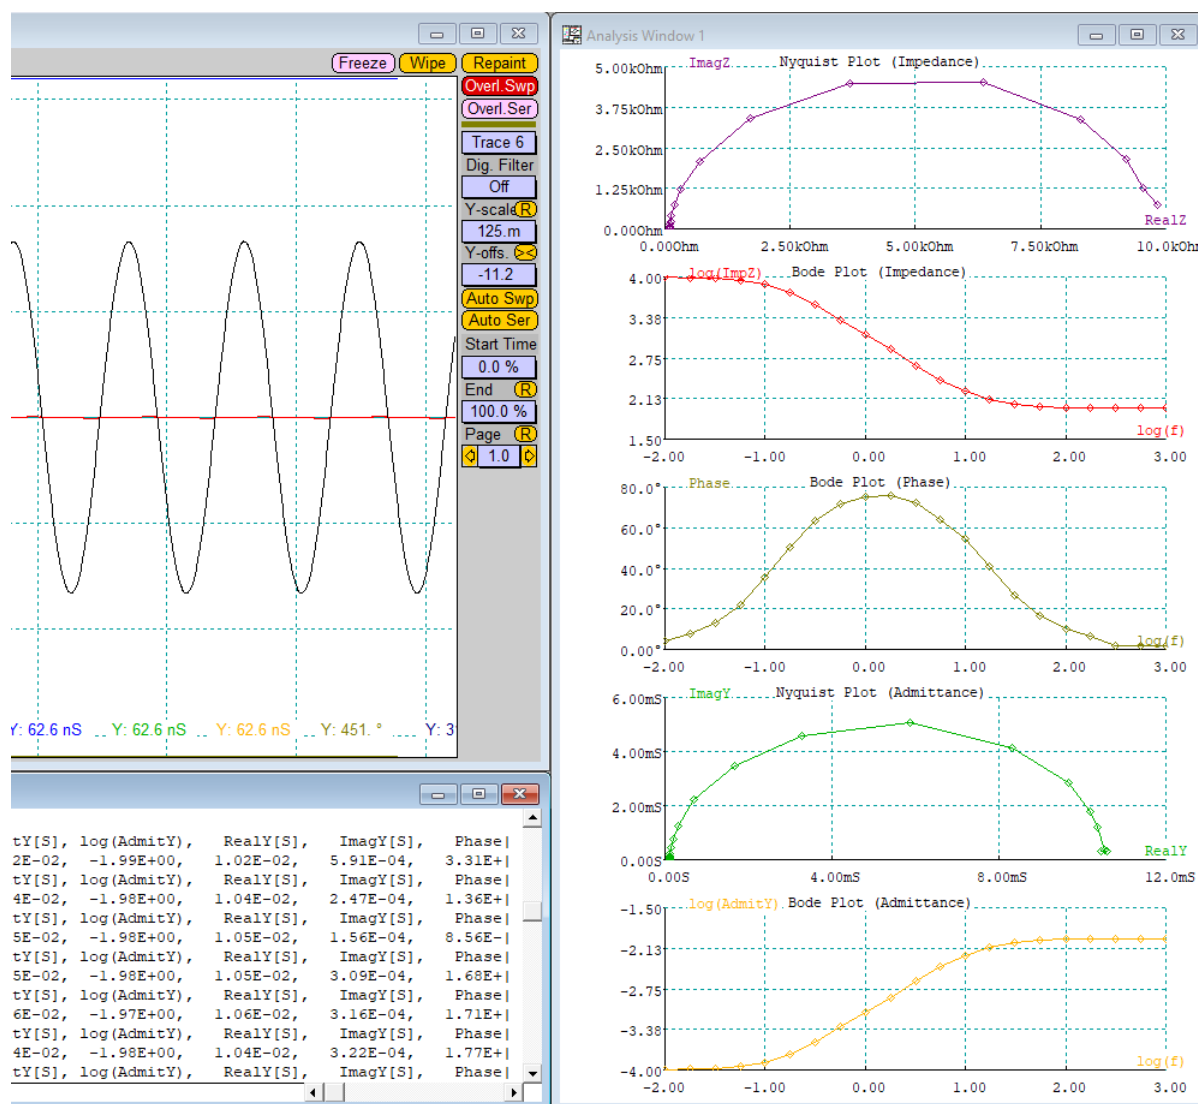 Freeze Wipe Repaint
Overl.Swp
Overl.Ser
Trace 6
Dig. Filter
Off
Y-scale R
125.m
Y-offs. ><
-11.2
Auto Swp
Auto Ser
Start Time
0.0 %
End R
100.0 %
Page R
1.0
Y: 62.6 nS Y: 62.6 nS Y: 62.6 nS Y: 451. ° Y: 3
tY[S], log(AdmitY), RealY[S], ImagY[S], Phase|
2E-02, -1.99E+00, 1.02E-02, 5.91E-04, 3.31E+|
tY[S], log(AdmitY), RealY[S], ImagY[S], Phase|
4E-02, -1.98E+00, 1.04E-02, 2.47E-04, 1.36E+|
tY[S], log(AdmitY), RealY[S], ImagY[S], Phase|
5E-02, -1.98E+00, 1.05E-02, 1.56E-04, 8.56E-|
tY[S], log(AdmitY), RealY[S], ImagY[S], Phase|
5E-02, -1.98E+00, 1.05E-02, 3.09E-04, 1.68E+|
tY[S], log(AdmitY), RealY[S], ImagY[S], Phase|
6E-02, -1.97E+00, 1.06E-02, 3.16E-04, 1.71E+|
tY[S], log(AdmitY), RealY[S], ImagY[S], Phase|
4E-02, -1.98E+00, 1.04E-02, 3.22E-04, 1.77E+|
tY[S], log(AdmitY), RealY[S], ImagY[S], Phase|
Analysis Window 1
ImagZ Nyquist Plot (Impedance)
5.00kOhm
3.75kOhm
2.50kOhm
1.25kOhm
0.000hm
RealZ
0.000hm 2.50kOhm 5.00kOhm 7.50kOhm 10.0kOh
log(ImpZ) Bode Plot (Impedance)
4.00
3.38
2.75
2.13
1.50
log(f)
-2.00 -1.00 0.00 1.00 2.00 3.00
Phase Bode Plot (Phase)
80.0°
60.0°
40.0°
20.0°
0.00°
log(f)
-2.00 -1.00 0.00 1.00 2.00 3.00
ImagY Nyquist Plot (Admittance)
6.00mS
4.00mS
2.00mS
0.00S
RealY
0.00S 4.00mS 8.00mS 12.0mS
log(AdmitY) Bode Plot (Admittance)
-1.50
-2.13
-2.75
-3.38
-4.00
log(f)
-2.00 -1.00 0.00 1.00 2.00 3.00